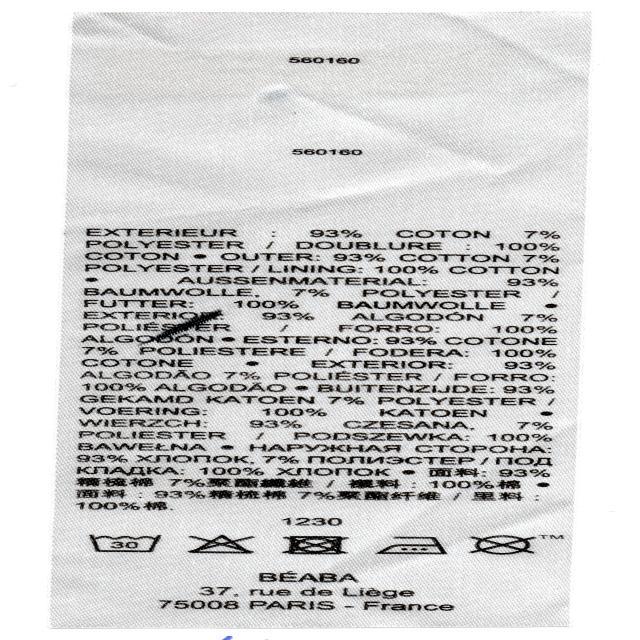 560160
560160
EXTERIEUR : 93% COTON 7%
POLYESTER / DOUBLURE : 100%
COTON • OUTER: 93% COTTON 7%
POLYESTER / LINING: 100% COTTON
• AUSSENMATERIAL: 93%
BAUMWOLLE, 7% POLYESTER /
FUTTER: 100% BAUMWOLLE •
EXTERIOR: 93% ALGODÓN 7%
POLIÉSTER / FORRO: 100%
ALGODÓN • ESTERNO: 93% COTONE
7% POLIESTERE / FODERA: 100%
COTONE • EXTERIOR: 93%
ALGODÃO 7% POLIÉSTER / FORRO:
100% ALGODÃO • BUITENZIJDE: 93%
GEKAMD KATOEN 7% POLYESTER /
VOERING: 100% KATOEN •
WIERZCH: 93% CZESANA, 7%
POLIESTER / PODSZEWKA: 100%
BAWEŁNA • НАРУЖНАЯ СТОРОНА:
93% ХЛОПОК, 7% ПОЛИЭСТЕР / ПОД
КЛАДКА: 100% ХЛОПОК • 面料: 93%
精梳棉 7%聚酯纖維 / 裡料 : 100%棉 •
面料 : 93%精梳棉 7%聚酯纤维 / 里料 :
100%棉.
1230
30
TM
BÉABA
37, rue de Liège
75008 PARIS - France